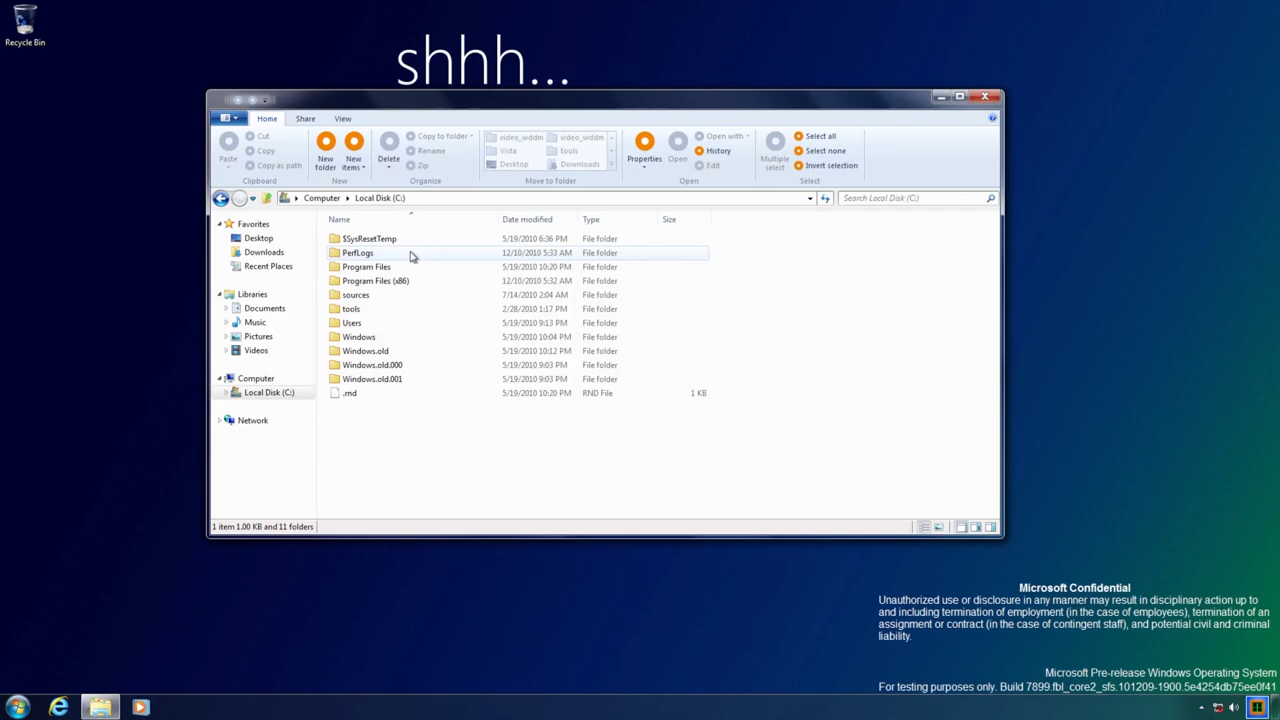 Recycle Bin
shhh...
Home Share View
Paste
Cut
Copy
Copy as path
Clipboard
New folder
New items
New
Delete
Copy to folder
Rename
Zip
Organize
video_wddm video_wddm
Vista tools
Desktop Downloads
Move to folder
Properties
Open
Open with
History
Edit
Open
Multiple select
Select all
Select none
Invert selection
Select
Computer Local Disk (C:)
Search Local Disk (C:)
Favorites
Desktop
Downloads
Recent Places
Libraries
Documents
Music
Pictures
Videos
Computer
Local Disk (C:)
Network
Name Date modified Type Size
$SysResetTemp 5/19/2010 6:36 PM File folder
PerfLogs 12/10/2010 5:33 AM File folder
Program Files 5/19/2010 10:20 PM File folder
Program Files (x86) 12/10/2010 5:32 AM File folder
sources 7/14/2010 2:04 AM File folder
tools 2/28/2010 1:17 PM File folder
Users 5/19/2010 9:13 PM File folder
Windows 5/19/2010 10:04 PM File folder
Windows.old 5/19/2010 10:12 PM File folder
Windows.old.000 5/19/2010 9:03 PM File folder
Windows.old.001 5/19/2010 9:03 PM File folder
.rnd 5/19/2010 10:20 PM RND File 1 KB
1 item 1.00 KB and 11 folders
Microsoft Confidential
Unauthorized use or disclosure in any manner may result in disciplinary action up to
and including termination of employment (in the case of employees), termination of an
assignment or contract (in the case of contingent staff), and potential civil and criminal
liability.
Microsoft Pre-release Windows Operating System
For testing purposes only. Build 7899.fbl_core2_sfs.101209-1900.5e4254db75ee0f41